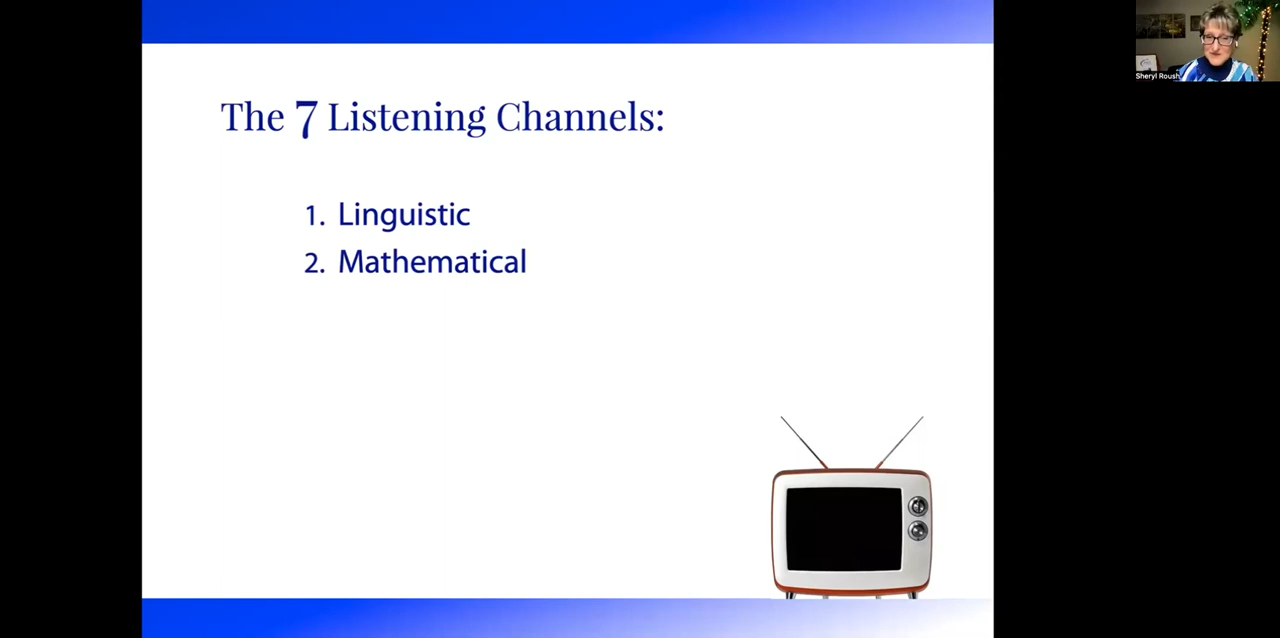 The 7 Listening Channels:
1. Linguistic
2. Mathematical
Sheryl Roush